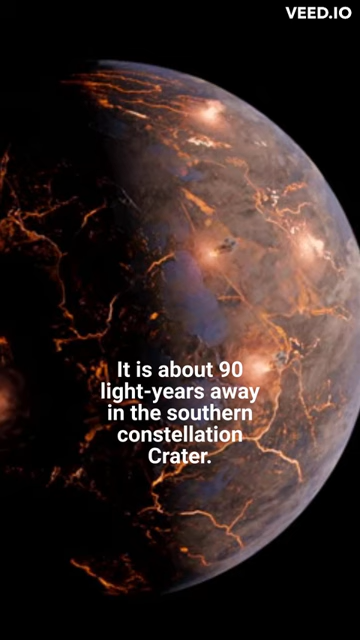 VEED.IO
It is about 90
light-years away
in the southern
constellation
Crater.